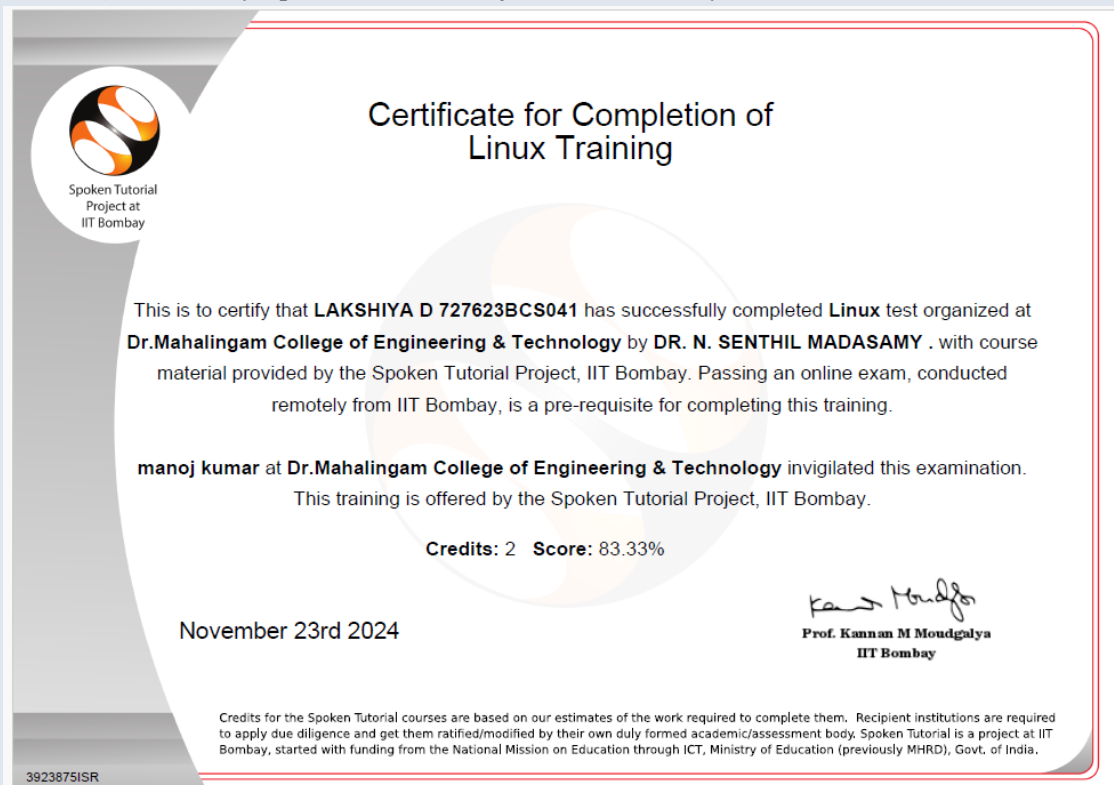 Spoken Tutorial
Project at
IIT Bombay
Certificate for Completion of
Linux Training
This is to certify that LAKSHIYA D 727623BCS041 has successfully completed Linux test organized at
Dr.Mahalingam College of Engineering & Technology by DR. N. SENTHIL MADASAMY . with course
material provided by the Spoken Tutorial Project, IIT Bombay. Passing an online exam, conducted
remotely from IIT Bombay, is a pre-requisite for completing this training.
manoj kumar at Dr.Mahalingam College of Engineering & Technology invigilated this examination.
This training is offered by the Spoken Tutorial Project, IIT Bombay.
Credits: 2 Score: 83.33%
November 23rd 2024
Prof. Kannan M Moudgalya
IIT Bombay
Credits for the Spoken Tutorial courses are based on our estimates of the work required to complete them. Recipient institutions are required
to apply due diligence and get them ratified/modified by their own duly formed academic/assessment body. Spoken Tutorial is a project at IIT
Bombay, started with funding from the National Mission on Education through ICT, Ministry of Education (previously MHRD), Govt. of India.
3923875ISR